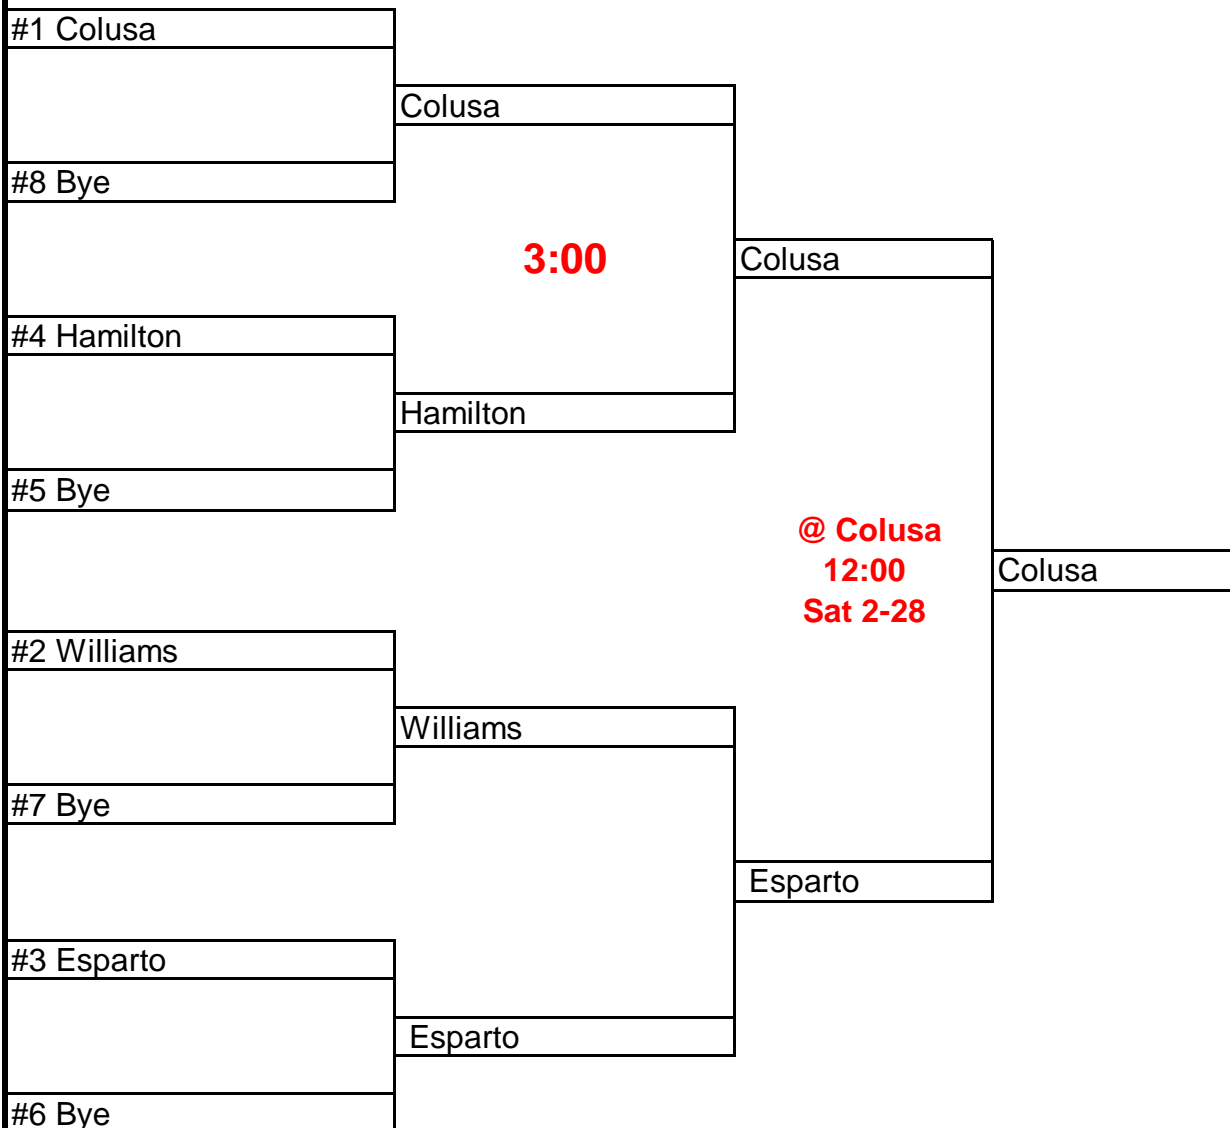 #1 Colusa
Colusa
#8 Bye
3:00
Colusa
#4 Hamilton
Hamilton
#5 Bye
@ Colusa
12:00
Sat 2-28
Colusa
#2 Williams
Williams
#7 Bye
Esparto
#3 Esparto
Esparto
#6 Bye